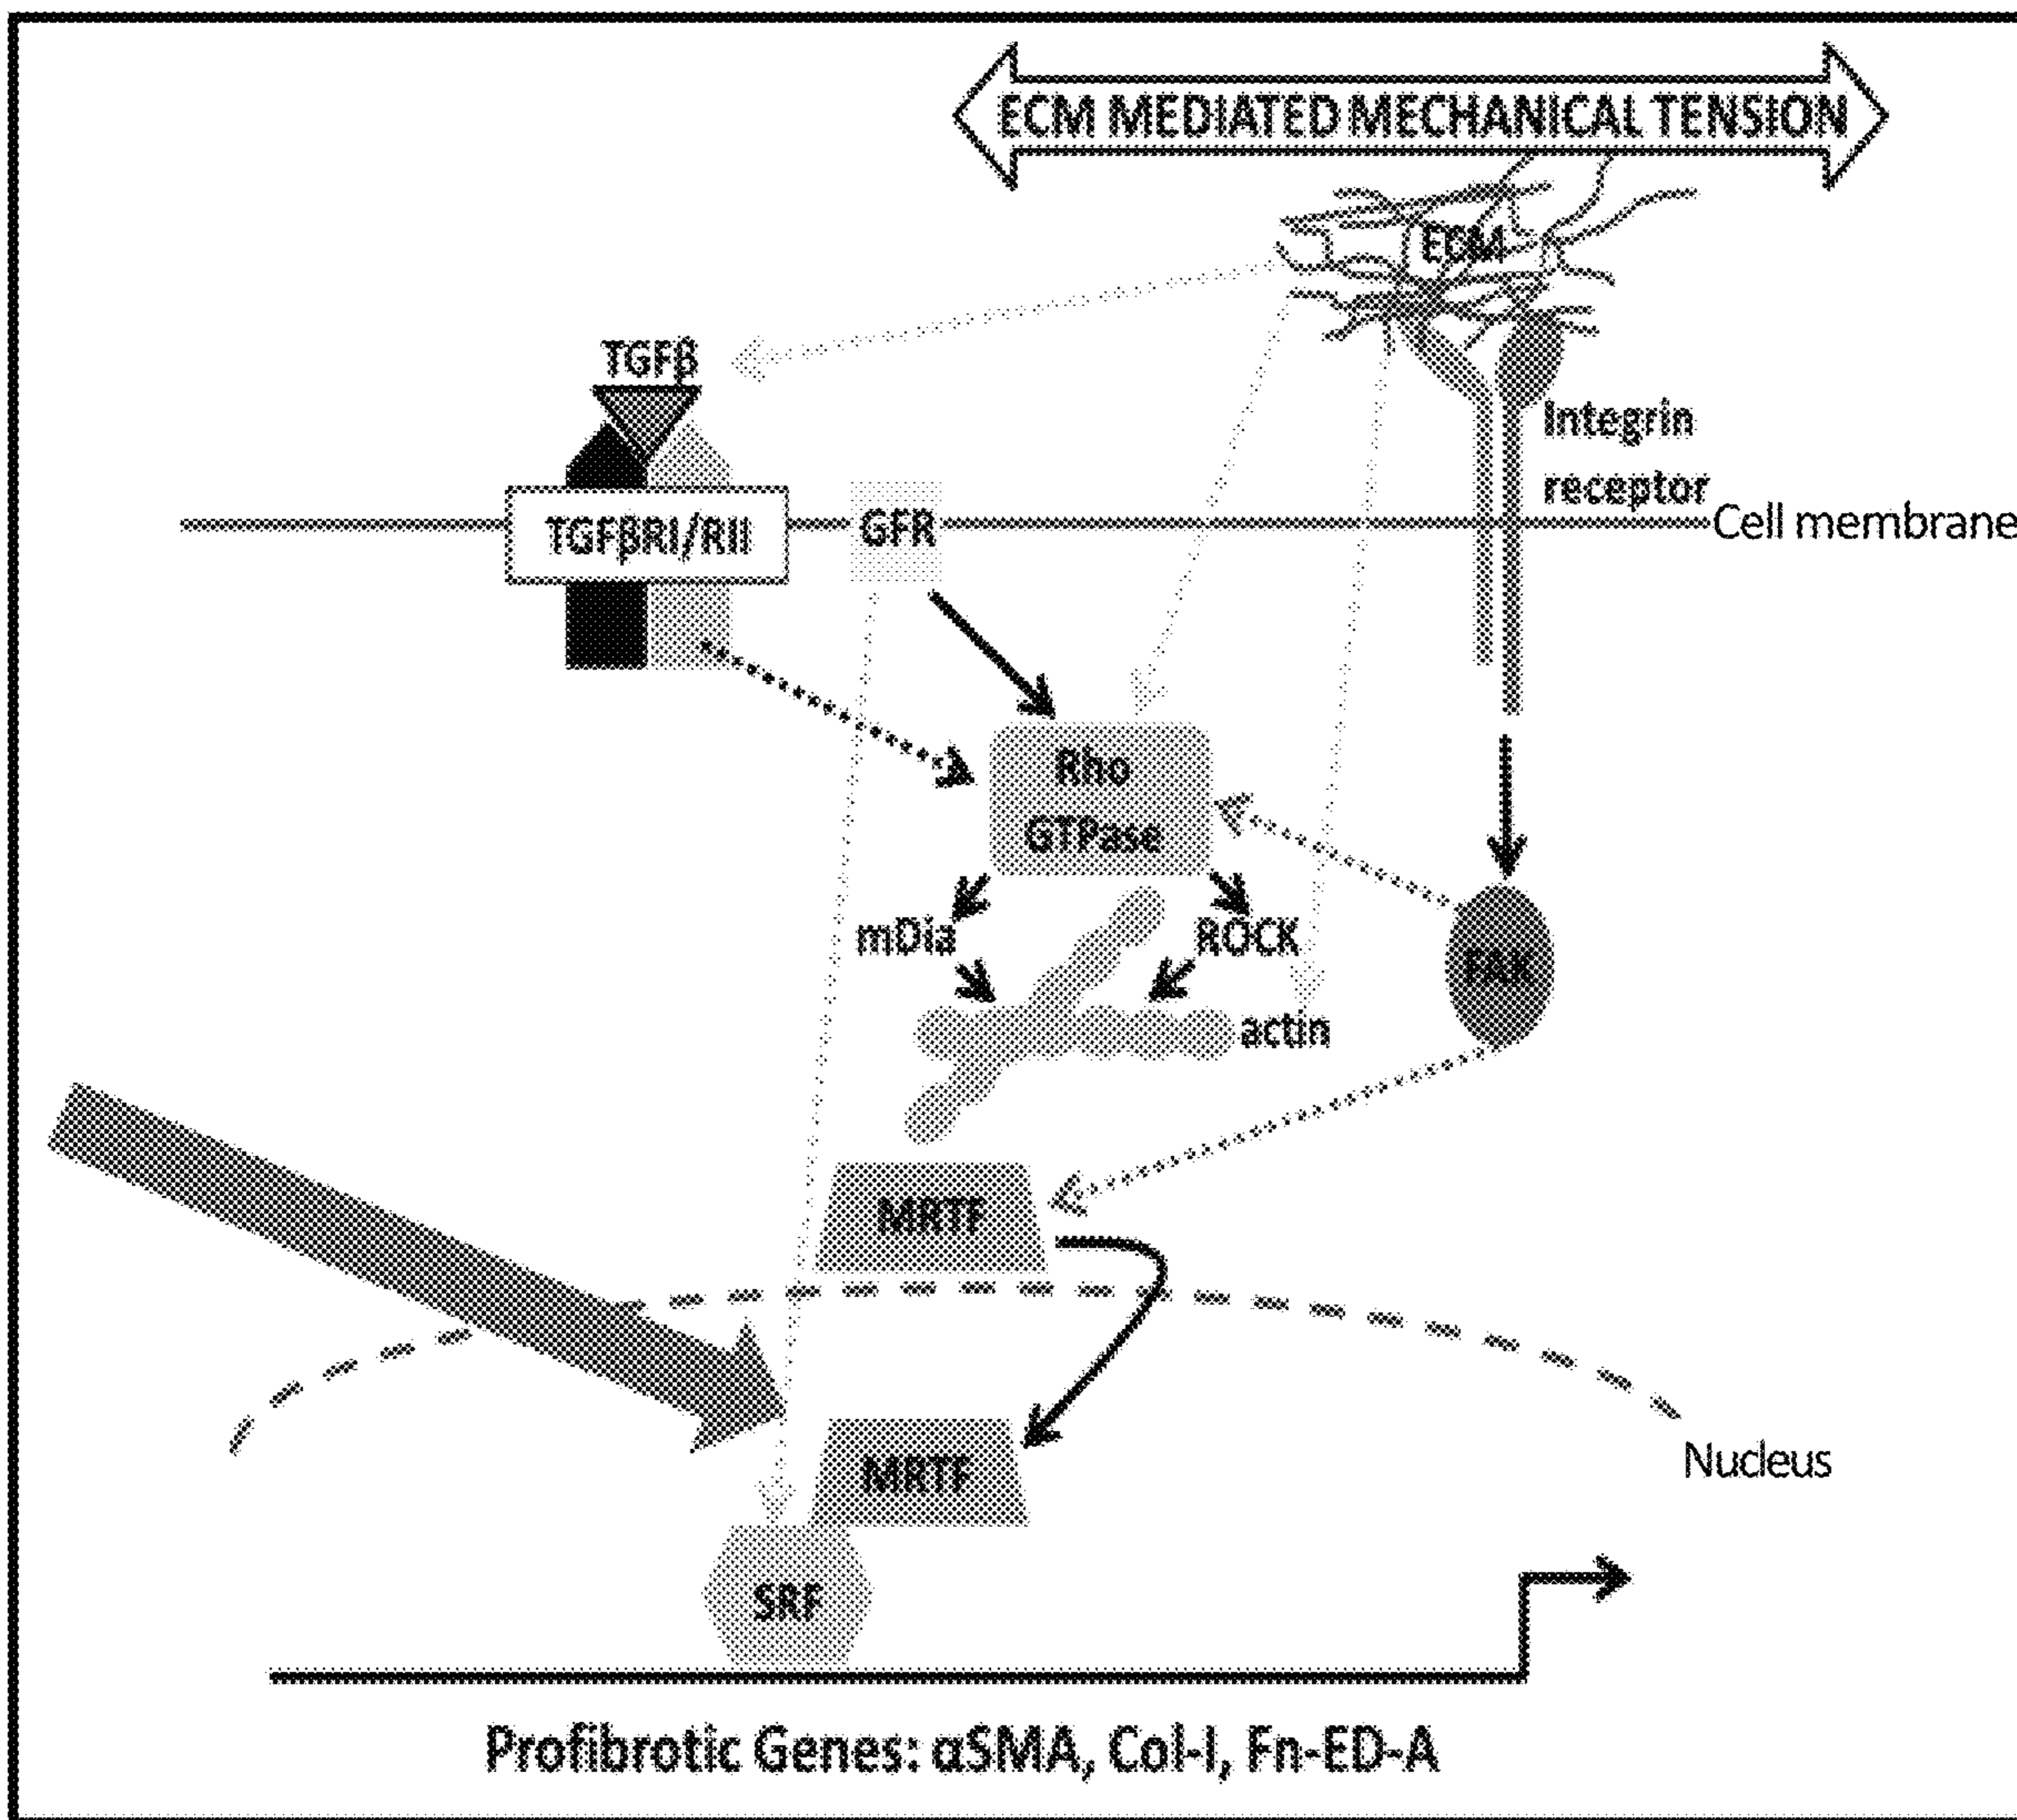 ECM MEDIATED MECHANICAL TENSION
ECM
TGFβ
Integrin
receptor
TGFβRI/RII
GFR
Cell membrane
Rho
GTPase
mDia
ROCK
FAK
actin
MRTF
Nucleus
MRTF
SRF
Profibrotic Genes: αSMA, Col-I, Fn-ED-A